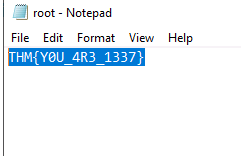 root - Notepad
File Edit Format View Help
THM{Y0U_4R3_1337}